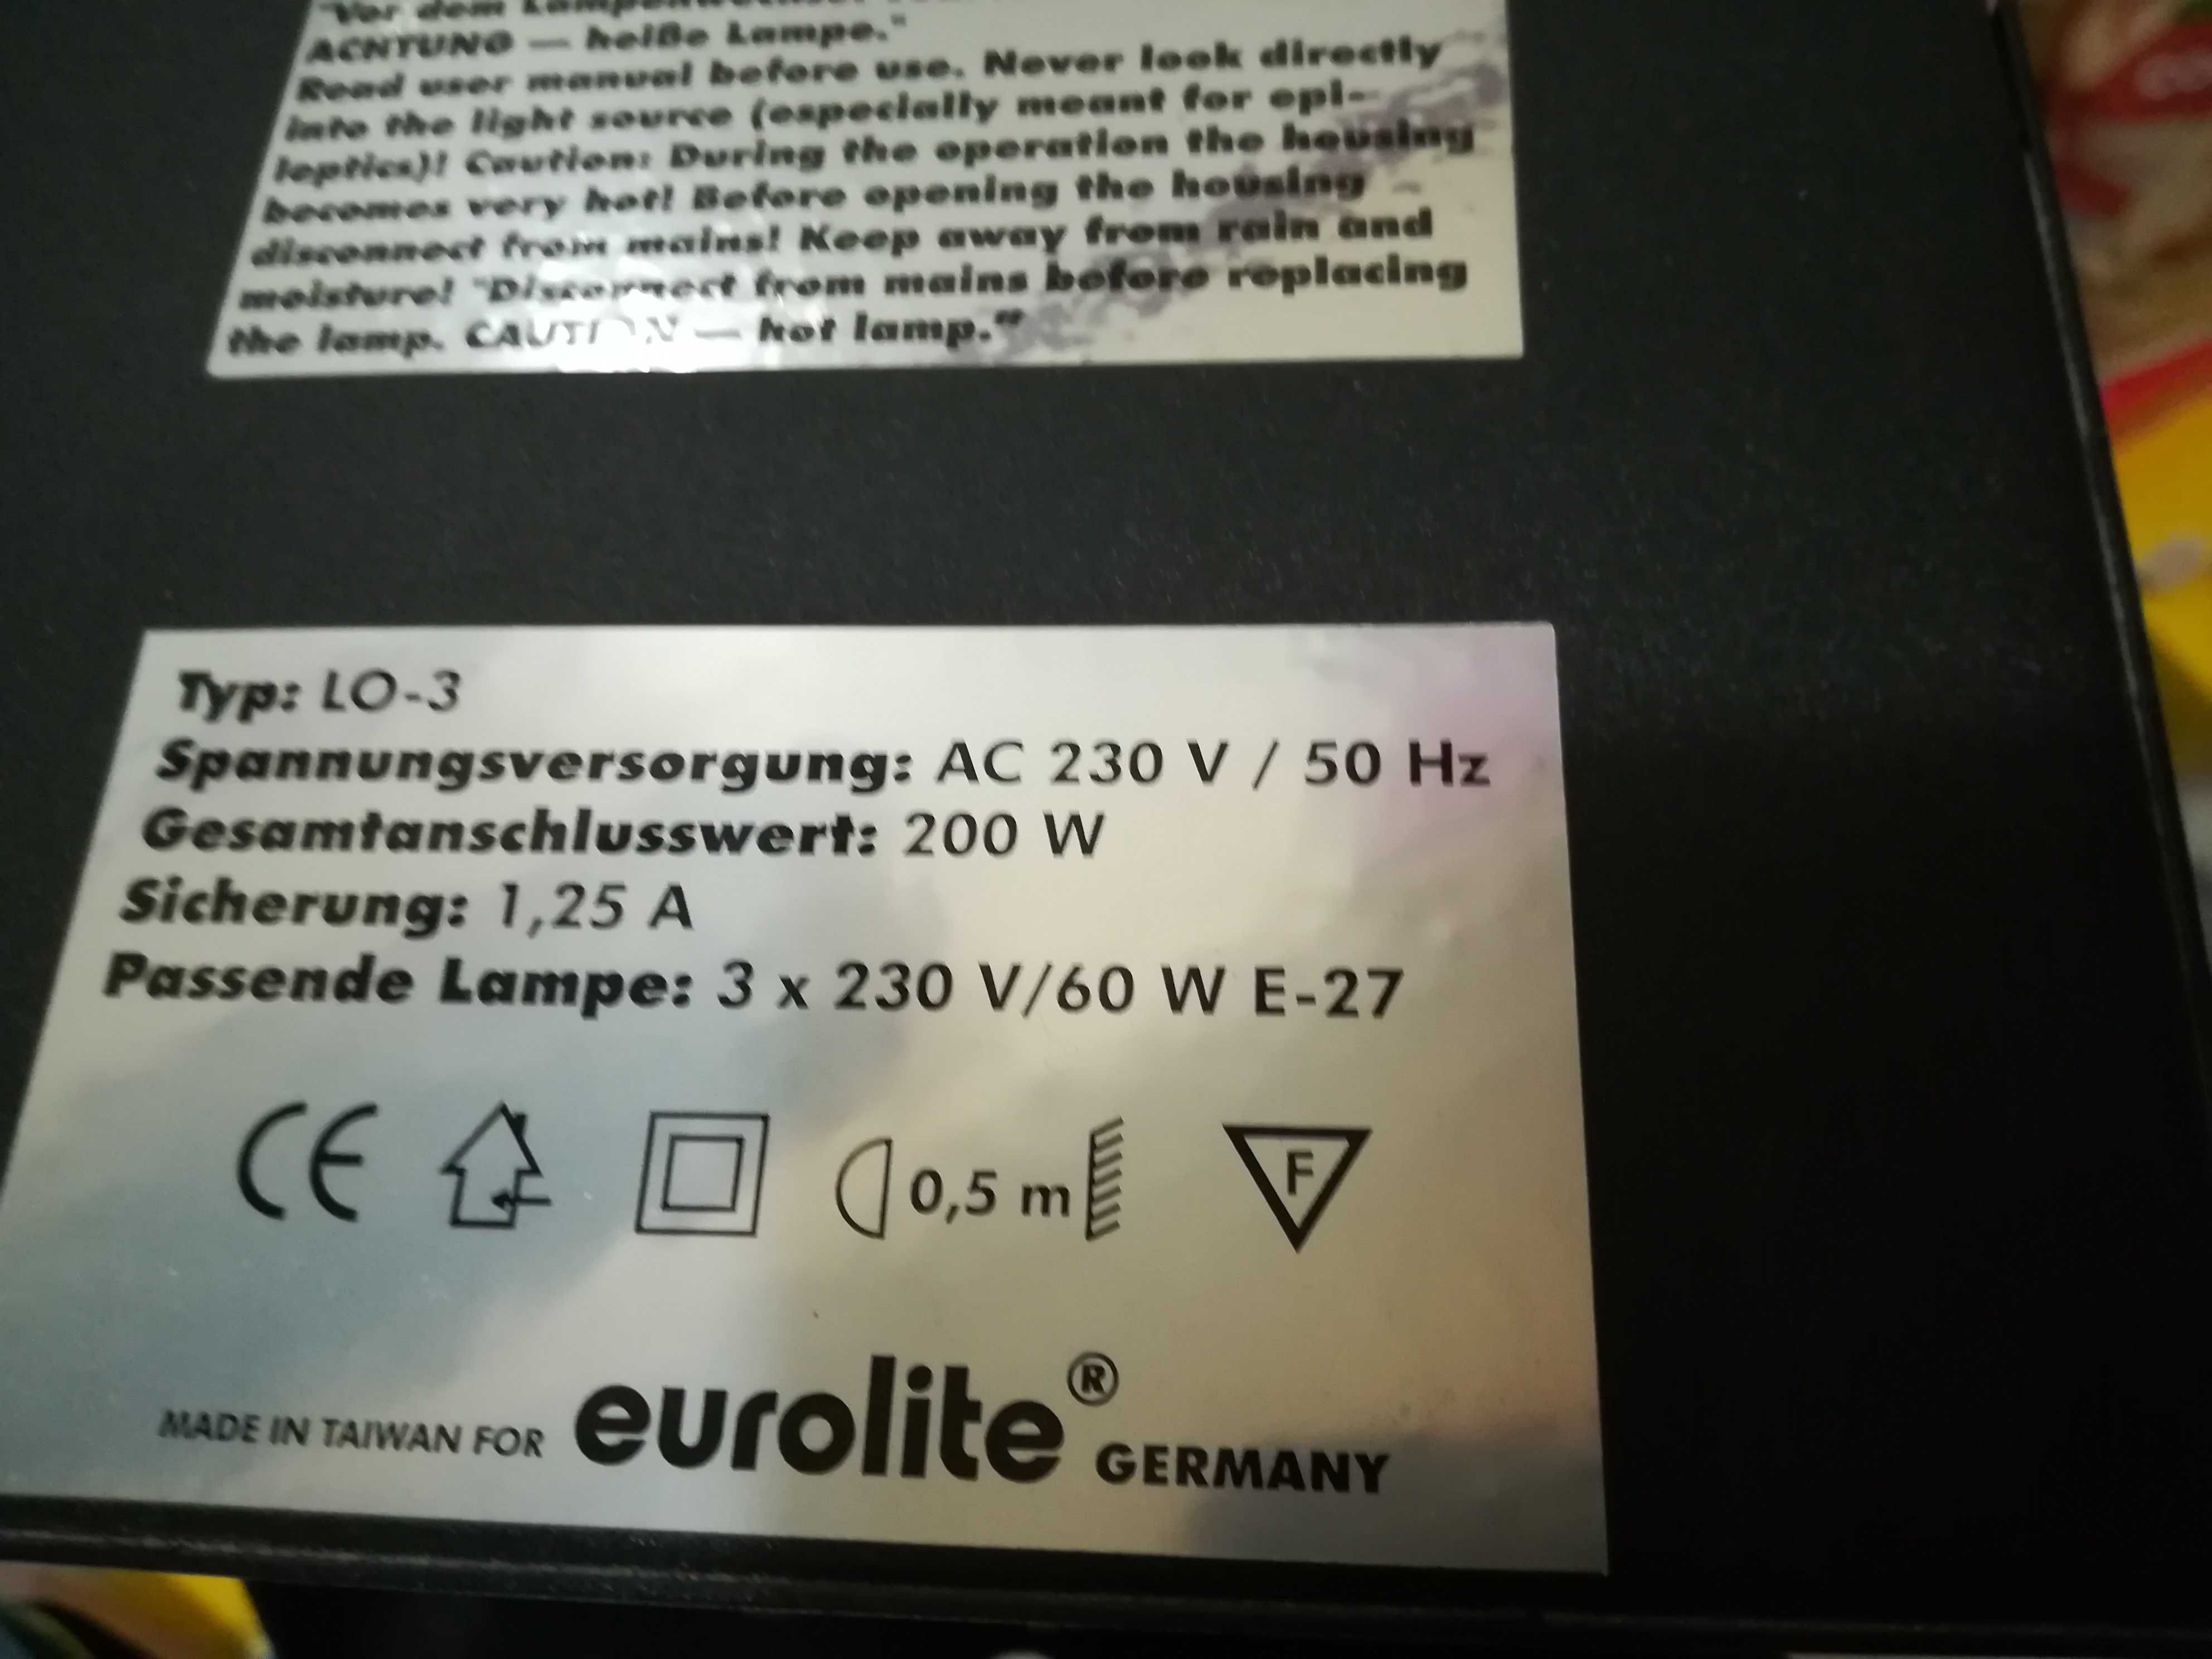 "Vor dem
ACHTUNG — heiße Lampe."
Read user manual before use. Never look directly
into the light source (especially meant for epi-
leptics)! Caution: During the operation the housing
becomes very hot! Before opening the housing –
disconnect from mains! Keep away from rain and
moisture! "Disconnect from mains before replacing
the lamp. CAUTION — hot lamp."
Typ: LO-3
Spannungsversorgung: AC 230 V / 50 Hz
Gesamtanschlusswert: 200 W
Sicherung: 1,25 A
Passende Lampe: 3 x 230 V/60 W E-27
CE 0,5 m F
MADE IN TAIWAN FOR eurolite® GERMANY